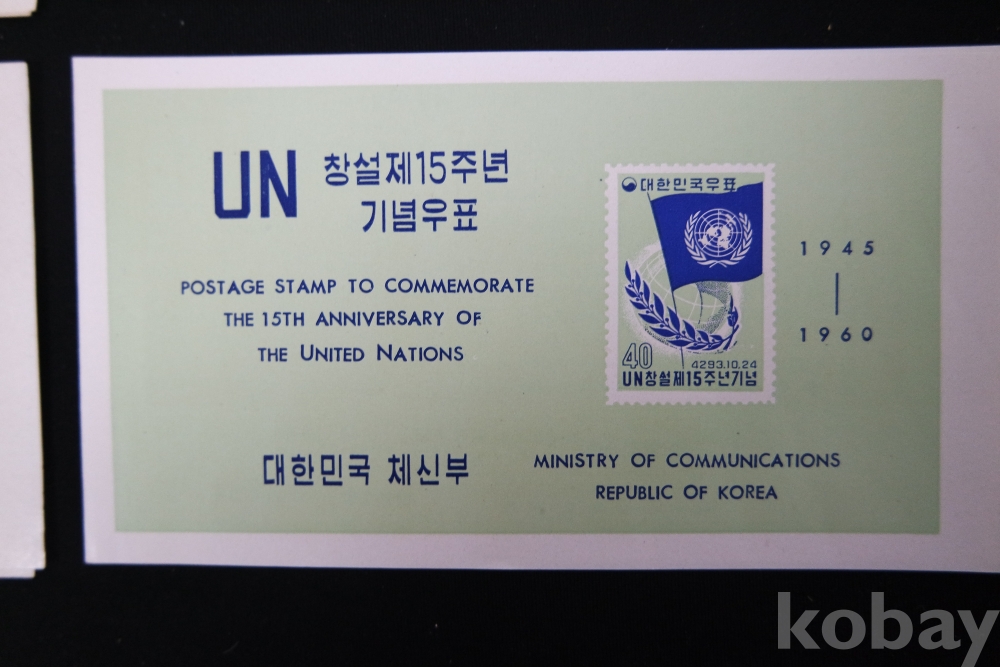 UN 창설제15주년
기념우표
POSTAGE STAMP TO COMMEMORATE
THE 15TH ANNIVERSARY OF
THE UNITED NATIONS
대한민국우표
40
4293.10.24
UN창설제15주년기념
1945
1960
대한민국 체신부
MINISTRY OF COMMUNICATIONS
REPUBLIC OF KOREA
kobay